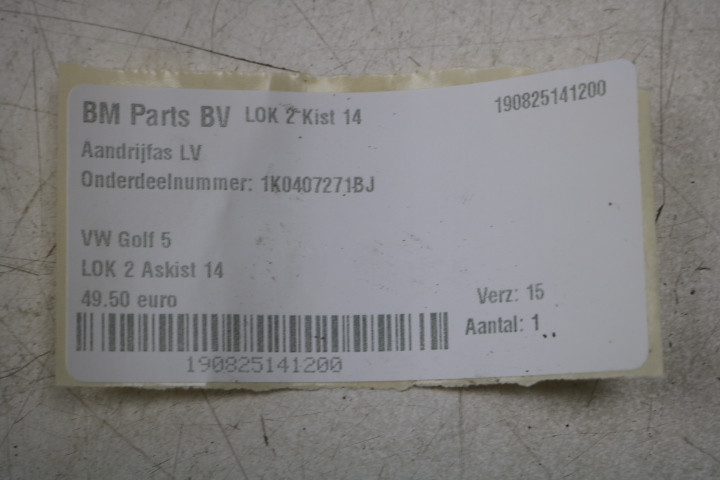 BM Parts BV LOK 2 Kist 14 190825141200
Aandrijfas LV
Onderdeelnummer: 1K0407271BJ
VW Golf 5
LOK 2 Askist 14
49.50 euro Verz: 15
Aantal: 1
190825141200